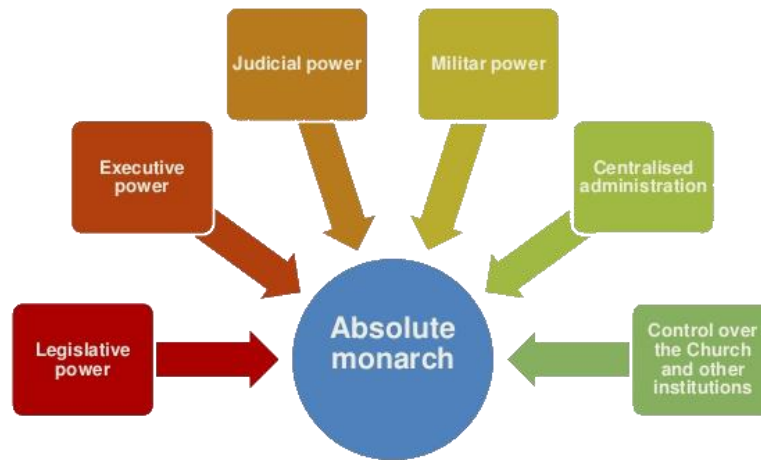 Judicial power
Militar power
Executive
power
Centralised
administration
Legislative
power
Absolute
monarch
Control over
the Church
and other
institutions